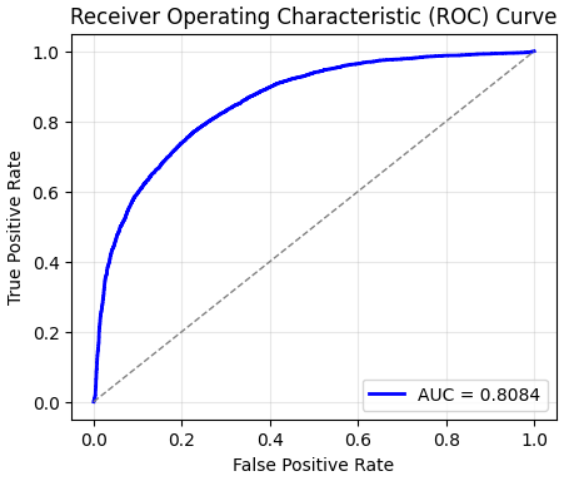 Receiver Operating Characteristic (ROC) Curve
1.0
0.8
0.6
0.4
0.2
0.0
True Positive Rate
AUC = 0.8084
0.0 0.2 0.4 0.6 0.8 1.0
False Positive Rate